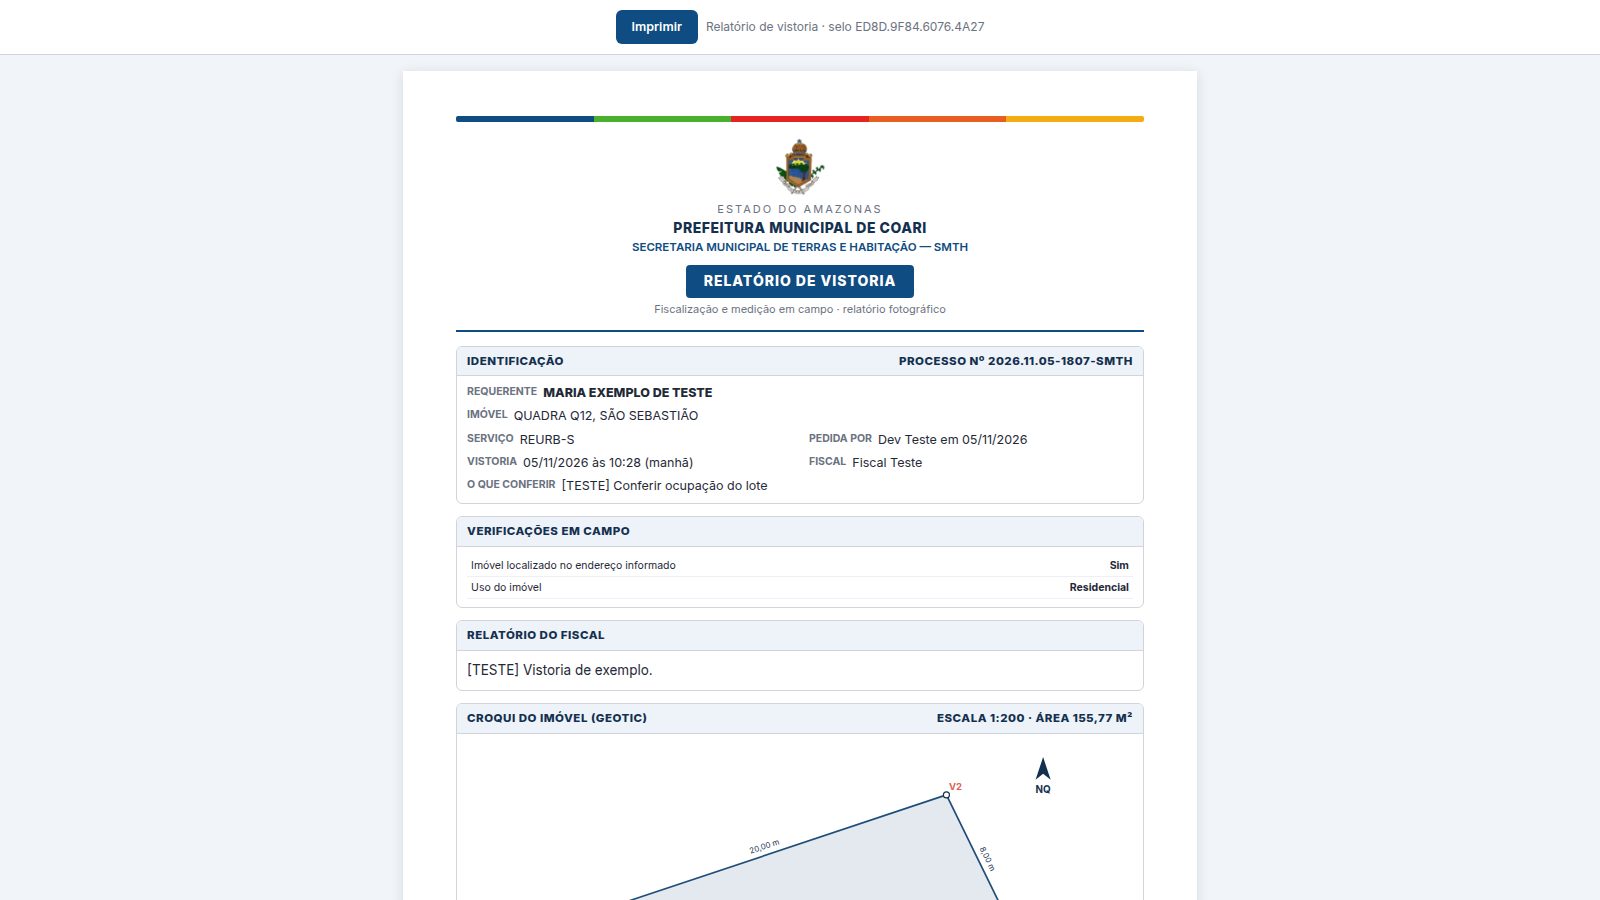 Imprimir Relatório de vistoria · selo ED8D.9F84.6076.4A27
ESTADO DO AMAZONAS
PREFEITURA MUNICIPAL DE COARI
SECRETARIA MUNICIPAL DE TERRAS E HABITAÇÃO — SMTH
RELATÓRIO DE VISTORIA
Fiscalização e medição em campo · relatório fotográfico
IDENTIFICAÇÃO PROCESSO Nº 2026.11.05-1807-SMTH
REQUERENTE MARIA EXEMPLO DE TESTE
IMÓVEL QUADRA Q12, SÃO SEBASTIÃO
SERVIÇO REURB-S PEDIDA POR Dev Teste em 05/11/2026
VISTORIA 05/11/2026 às 10:28 (manhã) FISCAL Fiscal Teste
O QUE CONFERIR [TESTE] Conferir ocupação do lote
VERIFICAÇÕES EM CAMPO
Imóvel localizado no endereço informado Sim
Uso do imóvel Residencial
RELATÓRIO DO FISCAL
[TESTE] Vistoria de exemplo.
CROQUI DO IMÓVEL (GEOTIC) ESCALA 1:200 · ÁREA 155,77 M²
V2
NQ
20,00 m
8,00 m